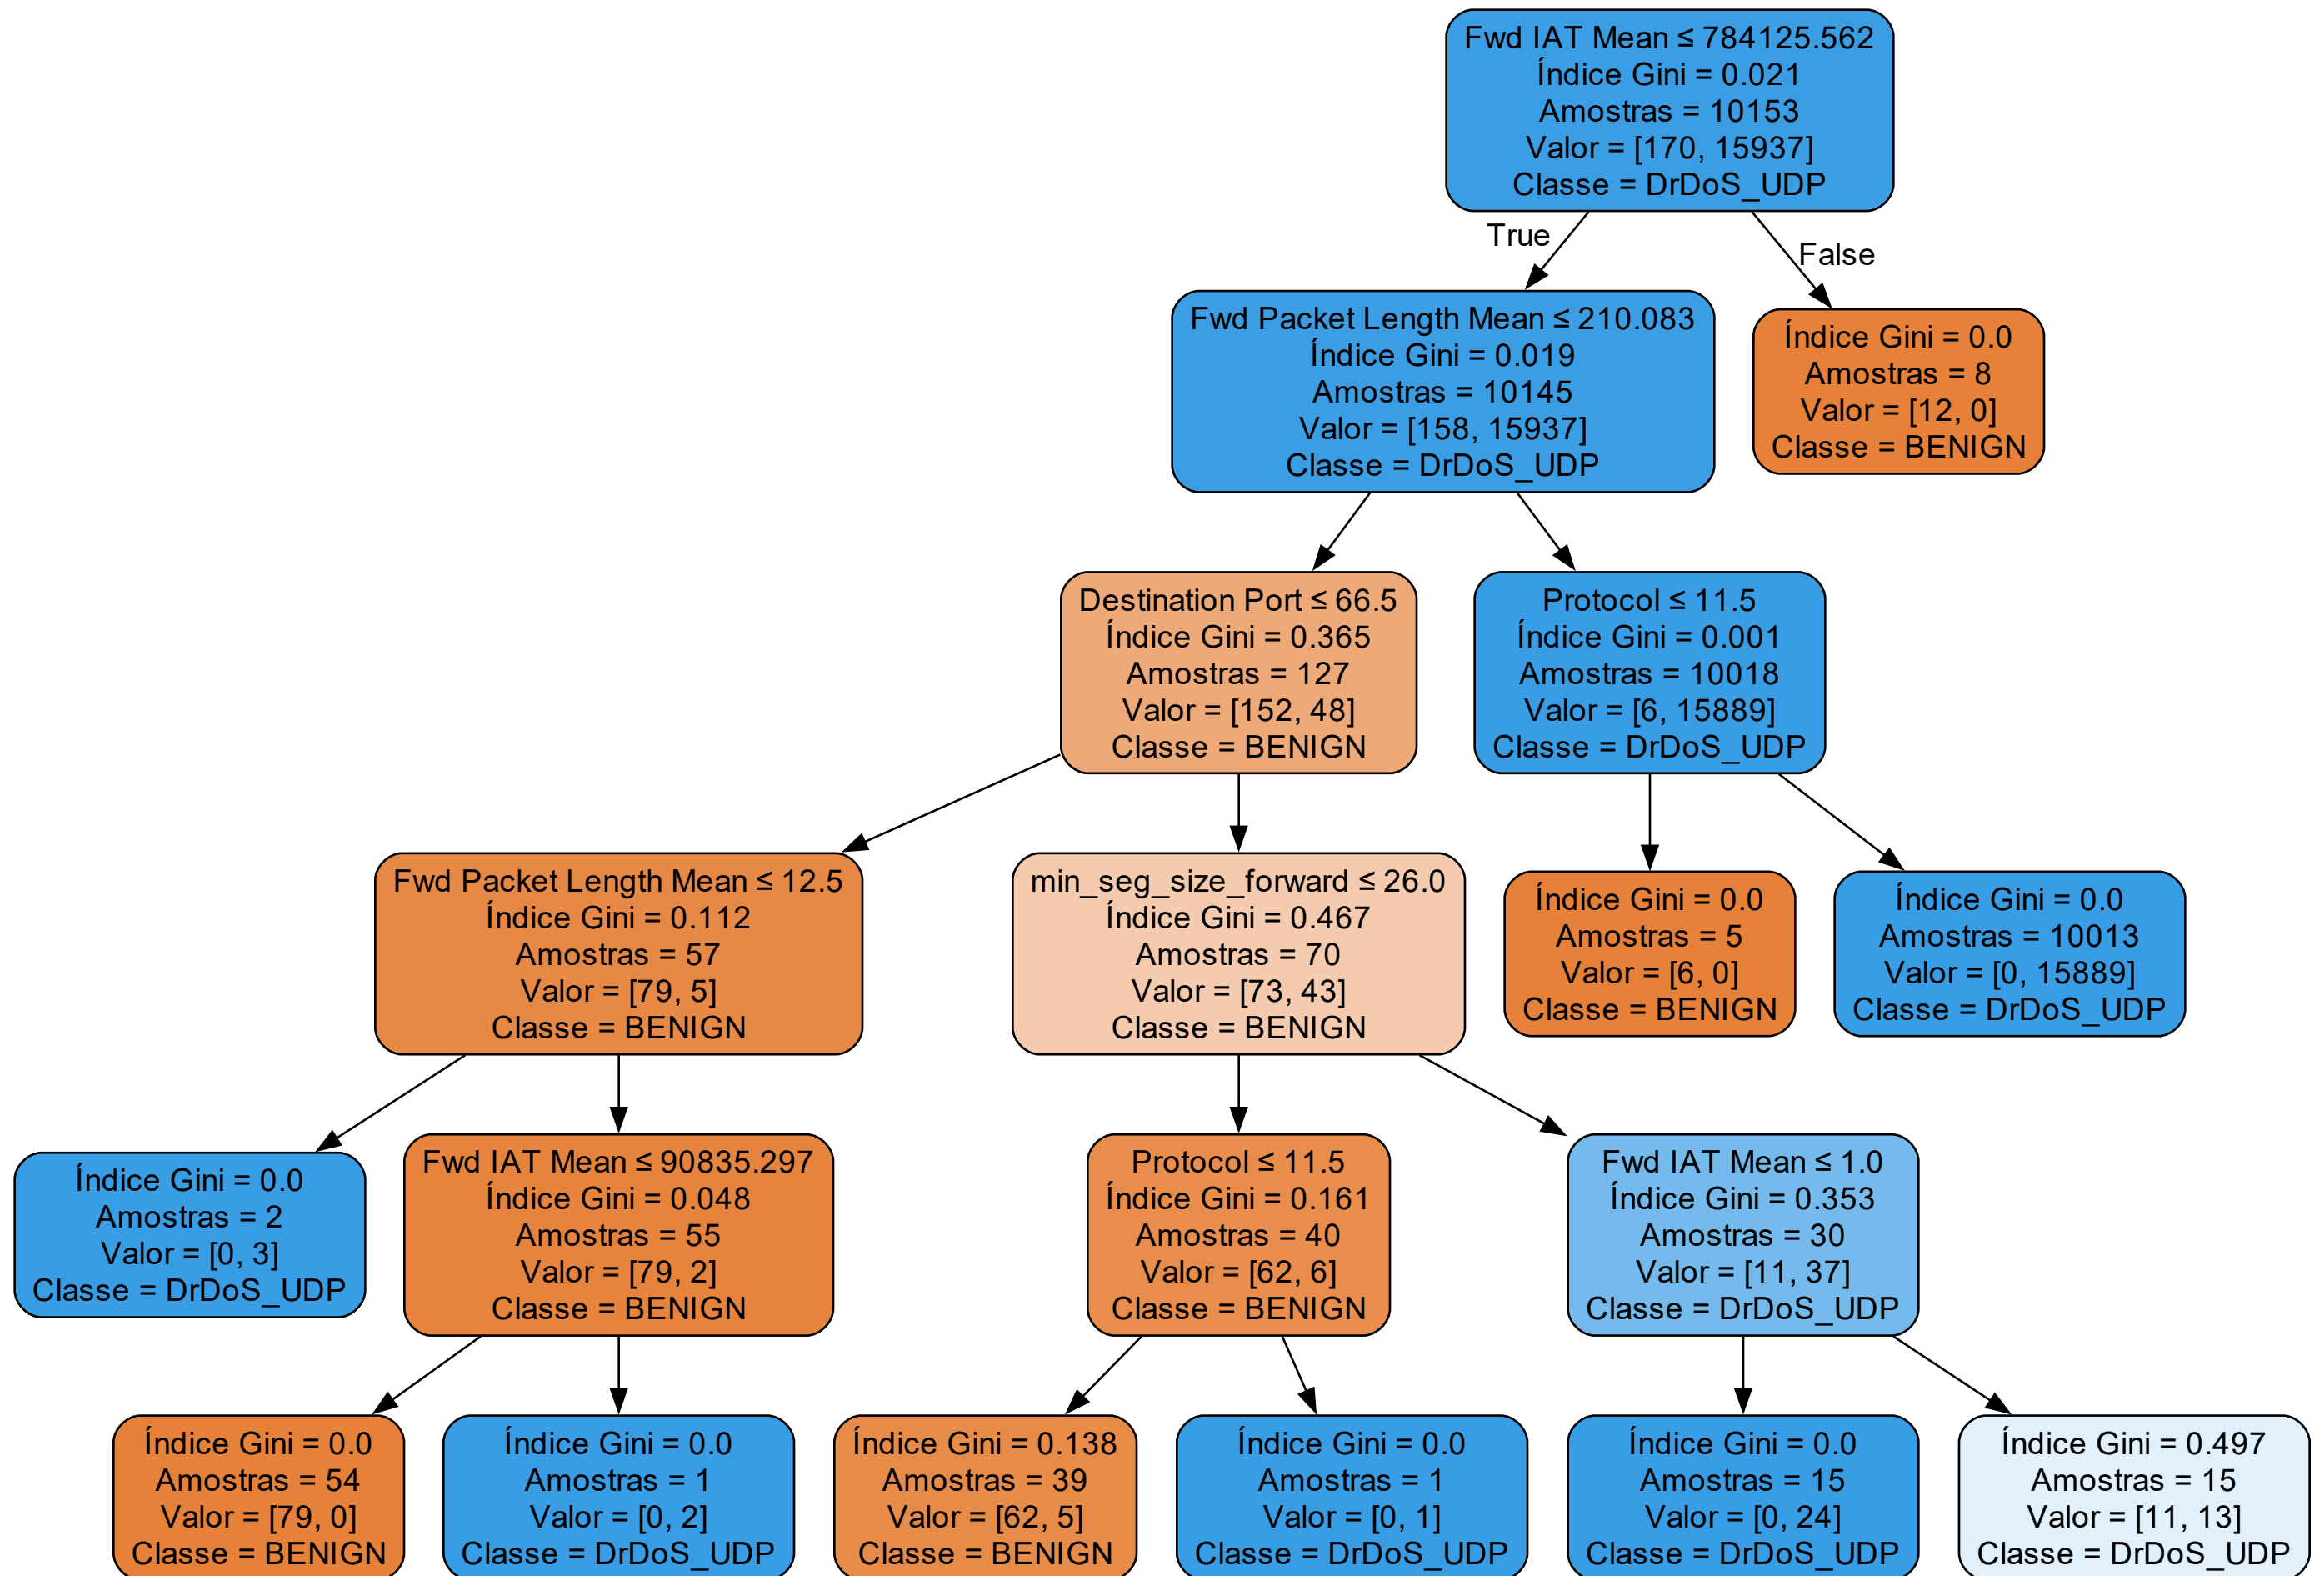 Fwd IAT Mean ≤ 784125.562
Índice Gini = 0.021
Amostras = 10153
Valor = [170, 15937]
Classe = DrDoS_UDP
True
False
Fwd Packet Length Mean ≤ 210.083
Índice Gini = 0.019
Amostras = 10145
Valor = [158, 15937]
Classe = DrDoS_UDP
Índice Gini = 0.0
Amostras = 8
Valor = [12, 0]
Classe = BENIGN
Destination Port ≤ 66.5
Índice Gini = 0.365
Amostras = 127
Valor = [152, 48]
Classe = BENIGN
Protocol ≤ 11.5
Índice Gini = 0.001
Amostras = 10018
Valor = [6, 15889]
Classe = DrDoS_UDP
Fwd Packet Length Mean ≤ 12.5
Índice Gini = 0.112
Amostras = 57
Valor = [79, 5]
Classe = BENIGN
min_seg_size_forward ≤ 26.0
Índice Gini = 0.467
Amostras = 70
Valor = [73, 43]
Classe = BENIGN
Índice Gini = 0.0
Amostras = 5
Valor = [6, 0]
Classe = BENIGN
Índice Gini = 0.0
Amostras = 10013
Valor = [0, 15889]
Classe = DrDoS_UDP
Índice Gini = 0.0
Amostras = 2
Valor = [0, 3]
Classe = DrDoS_UDP
Fwd IAT Mean ≤ 90835.297
Índice Gini = 0.048
Amostras = 55
Valor = [79, 2]
Classe = BENIGN
Protocol ≤ 11.5
Índice Gini = 0.161
Amostras = 40
Valor = [62, 6]
Classe = BENIGN
Fwd IAT Mean ≤ 1.0
Índice Gini = 0.353
Amostras = 30
Valor = [11, 37]
Classe = DrDoS_UDP
Índice Gini = 0.0
Amostras = 54
Valor = [79, 0]
Classe = BENIGN
Índice Gini = 0.0
Amostras = 1
Valor = [0, 2]
Classe = DrDoS_UDP
Índice Gini = 0.138
Amostras = 39
Valor = [62, 5]
Classe = BENIGN
Índice Gini = 0.0
Amostras = 1
Valor = [0, 1]
Classe = DrDoS_UDP
Índice Gini = 0.0
Amostras = 15
Valor = [0, 24]
Classe = DrDoS_UDP
Índice Gini = 0.497
Amostras = 15
Valor = [11, 13]
Classe = DrDoS_UDP